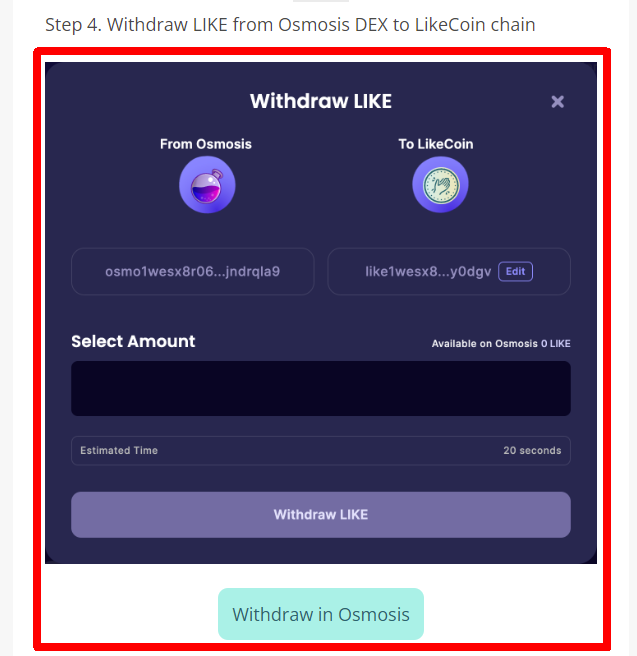 Step 4. Withdraw LIKE from Osmosis DEX to LikeCoin chain
Withdraw LIKE
From Osmosis
To LikeCoin
osmo1wesx8r06...jndrqla9
like1wesx8...y0dgv Edit
Select Amount
Available on Osmosis 0 LIKE
Estimated Time
20 seconds
Withdraw LIKE
Withdraw in Osmosis